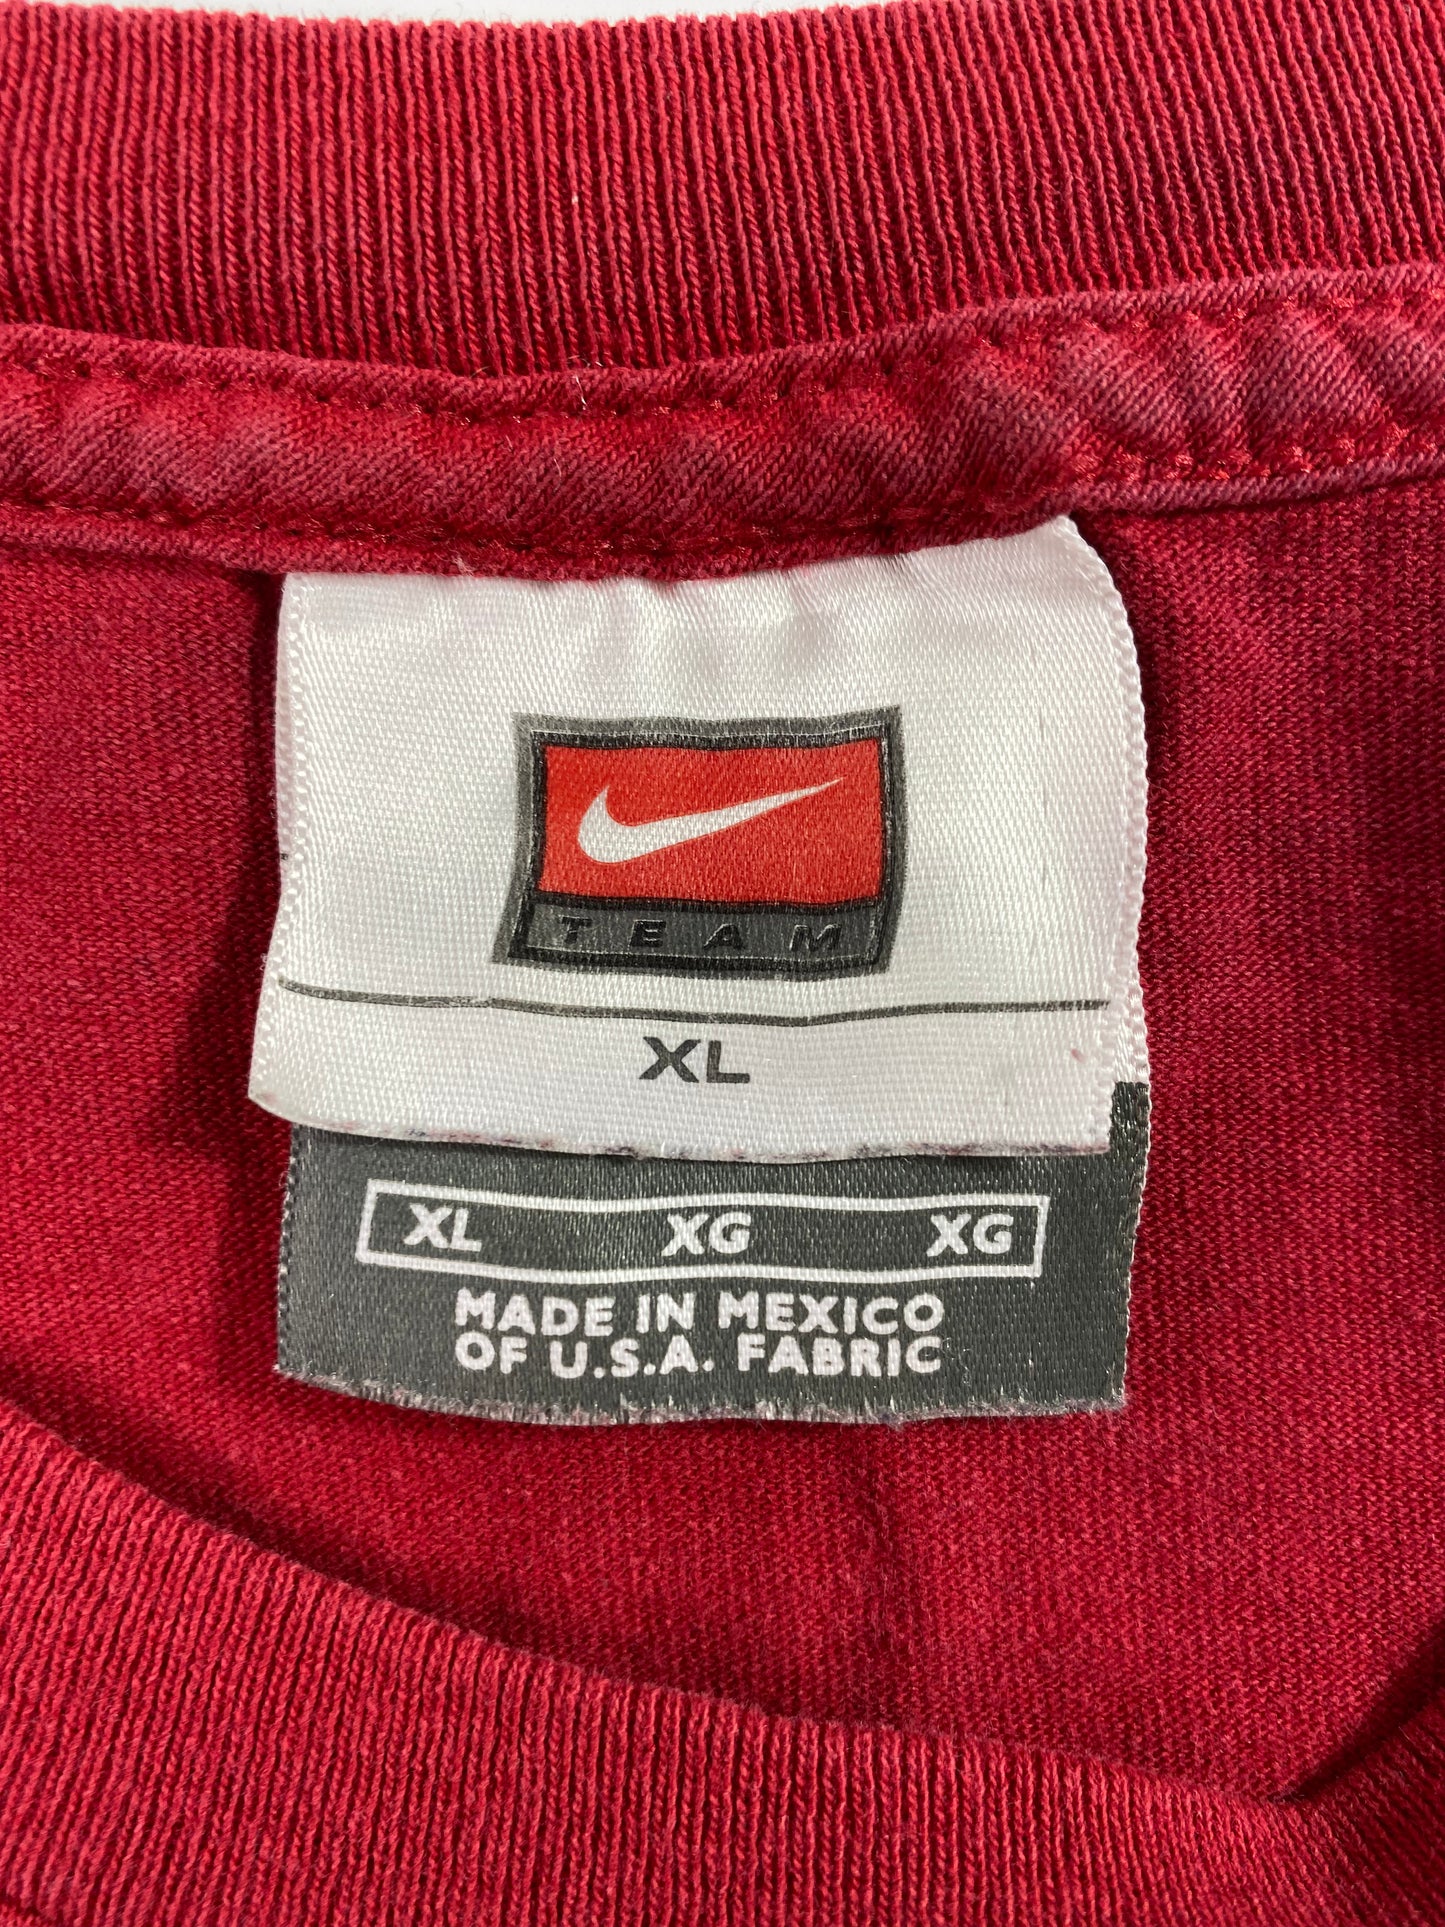 TEAM
XL
XL XG XG
MADE IN MEXICO
OF U.S.A. FABRIC